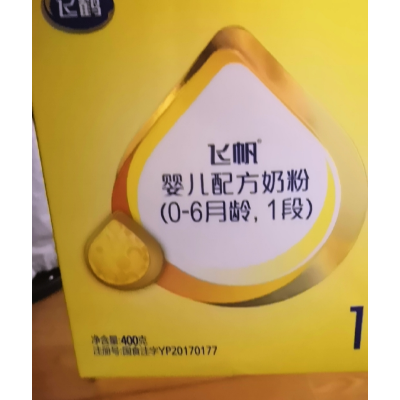 飞鹤
飞帆®
婴儿配方奶粉
(0-6月龄, 1段)
1
净含量:400克
注册号:国食注字YP20170177